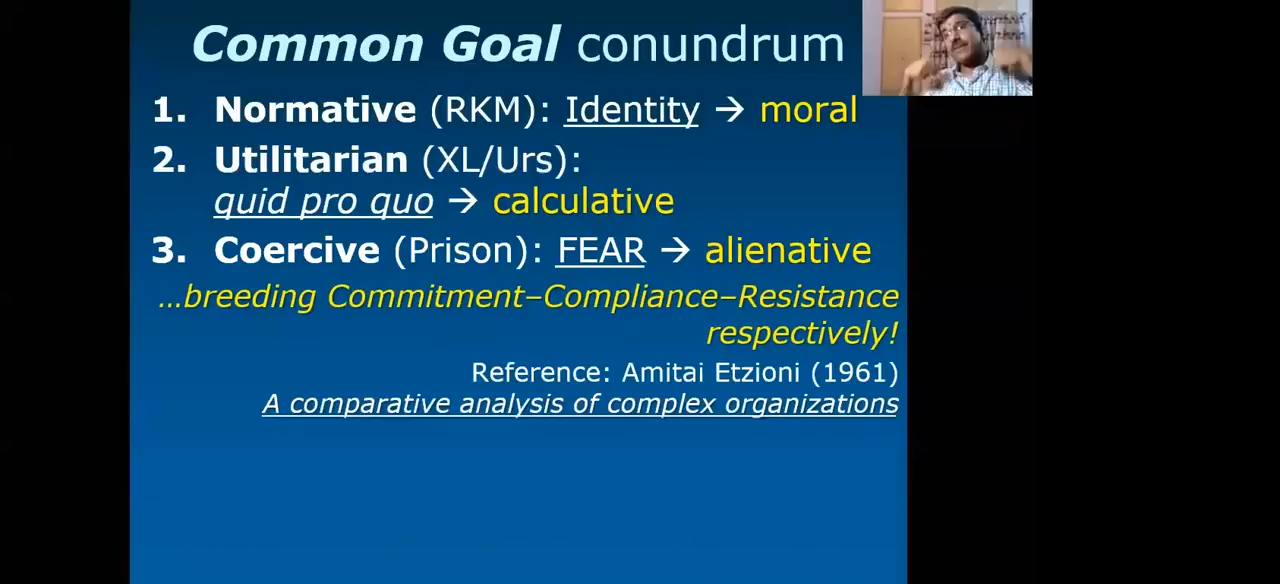 Common Goal conundrum
1. Normative (RKM): Identity → moral
2. Utilitarian (XL/Urs):
quid pro quo → calculative
3. Coercive (Prison): FEAR → alienative
…breeding Commitment–Compliance–Resistance
respectively!
Reference: Amitai Etzioni (1961)
A comparative analysis of complex organizations